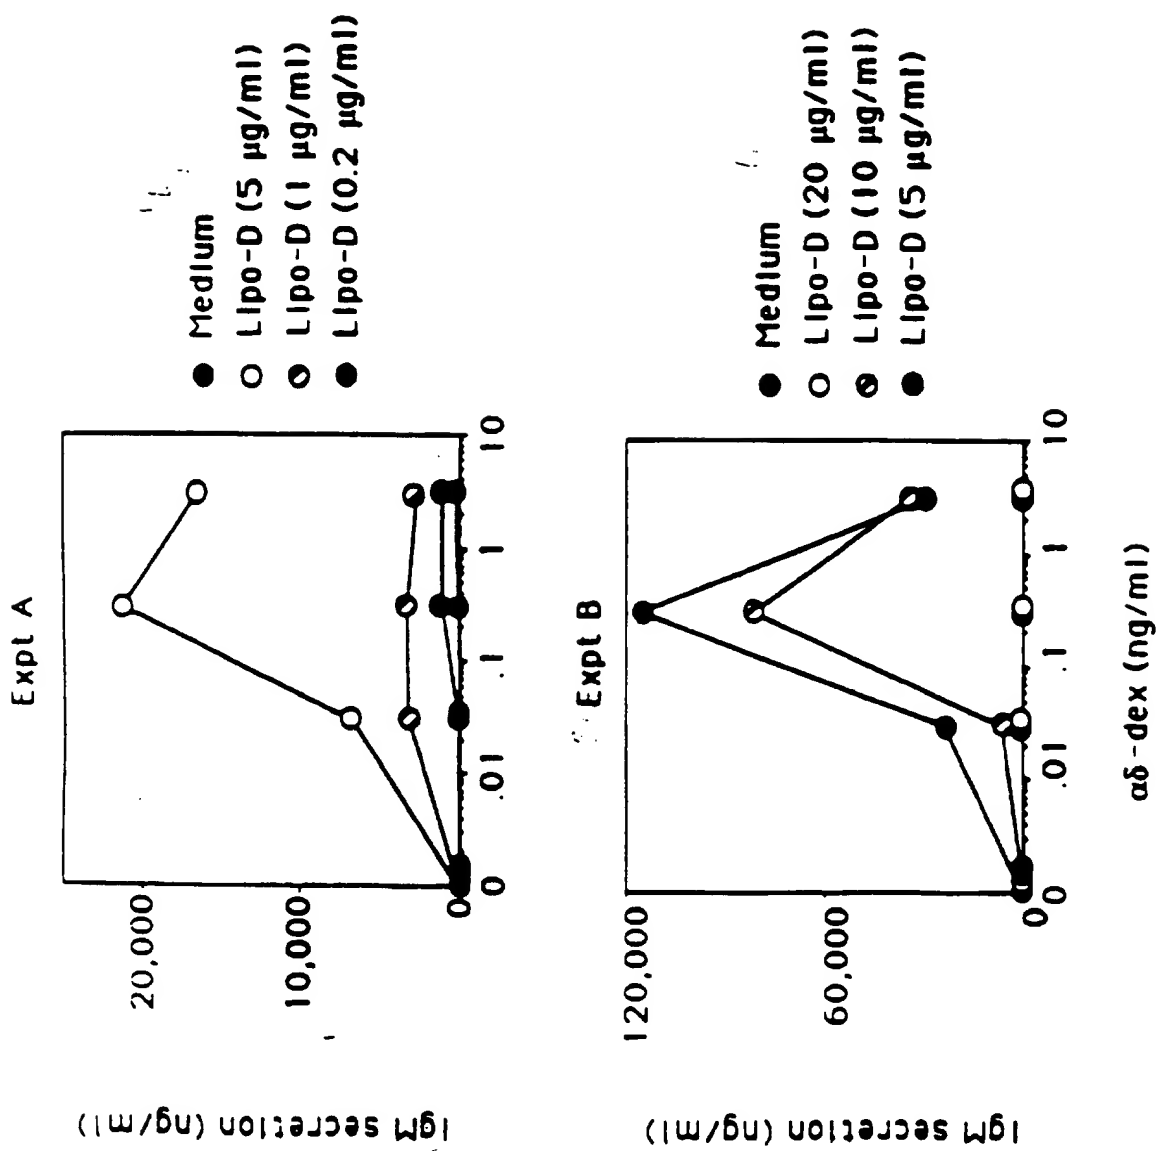 Expt A
IgM secretion (ng/ml)
20,000
10,000
0
0
.01
.1
1
10
Medium
Lipo-D (5 µg/ml)
Lipo-D (1 µg/ml)
Lipo-D (0.2 µg/ml)
Expt B
IgM secretion (ng/ml)
120,000
60,000
0
0
.01
.1
1
10
αδ-dex (ng/ml)
Medium
Lipo-D (20 µg/ml)
Lipo-D (10 µg/ml)
Lipo-D (5 µg/ml)